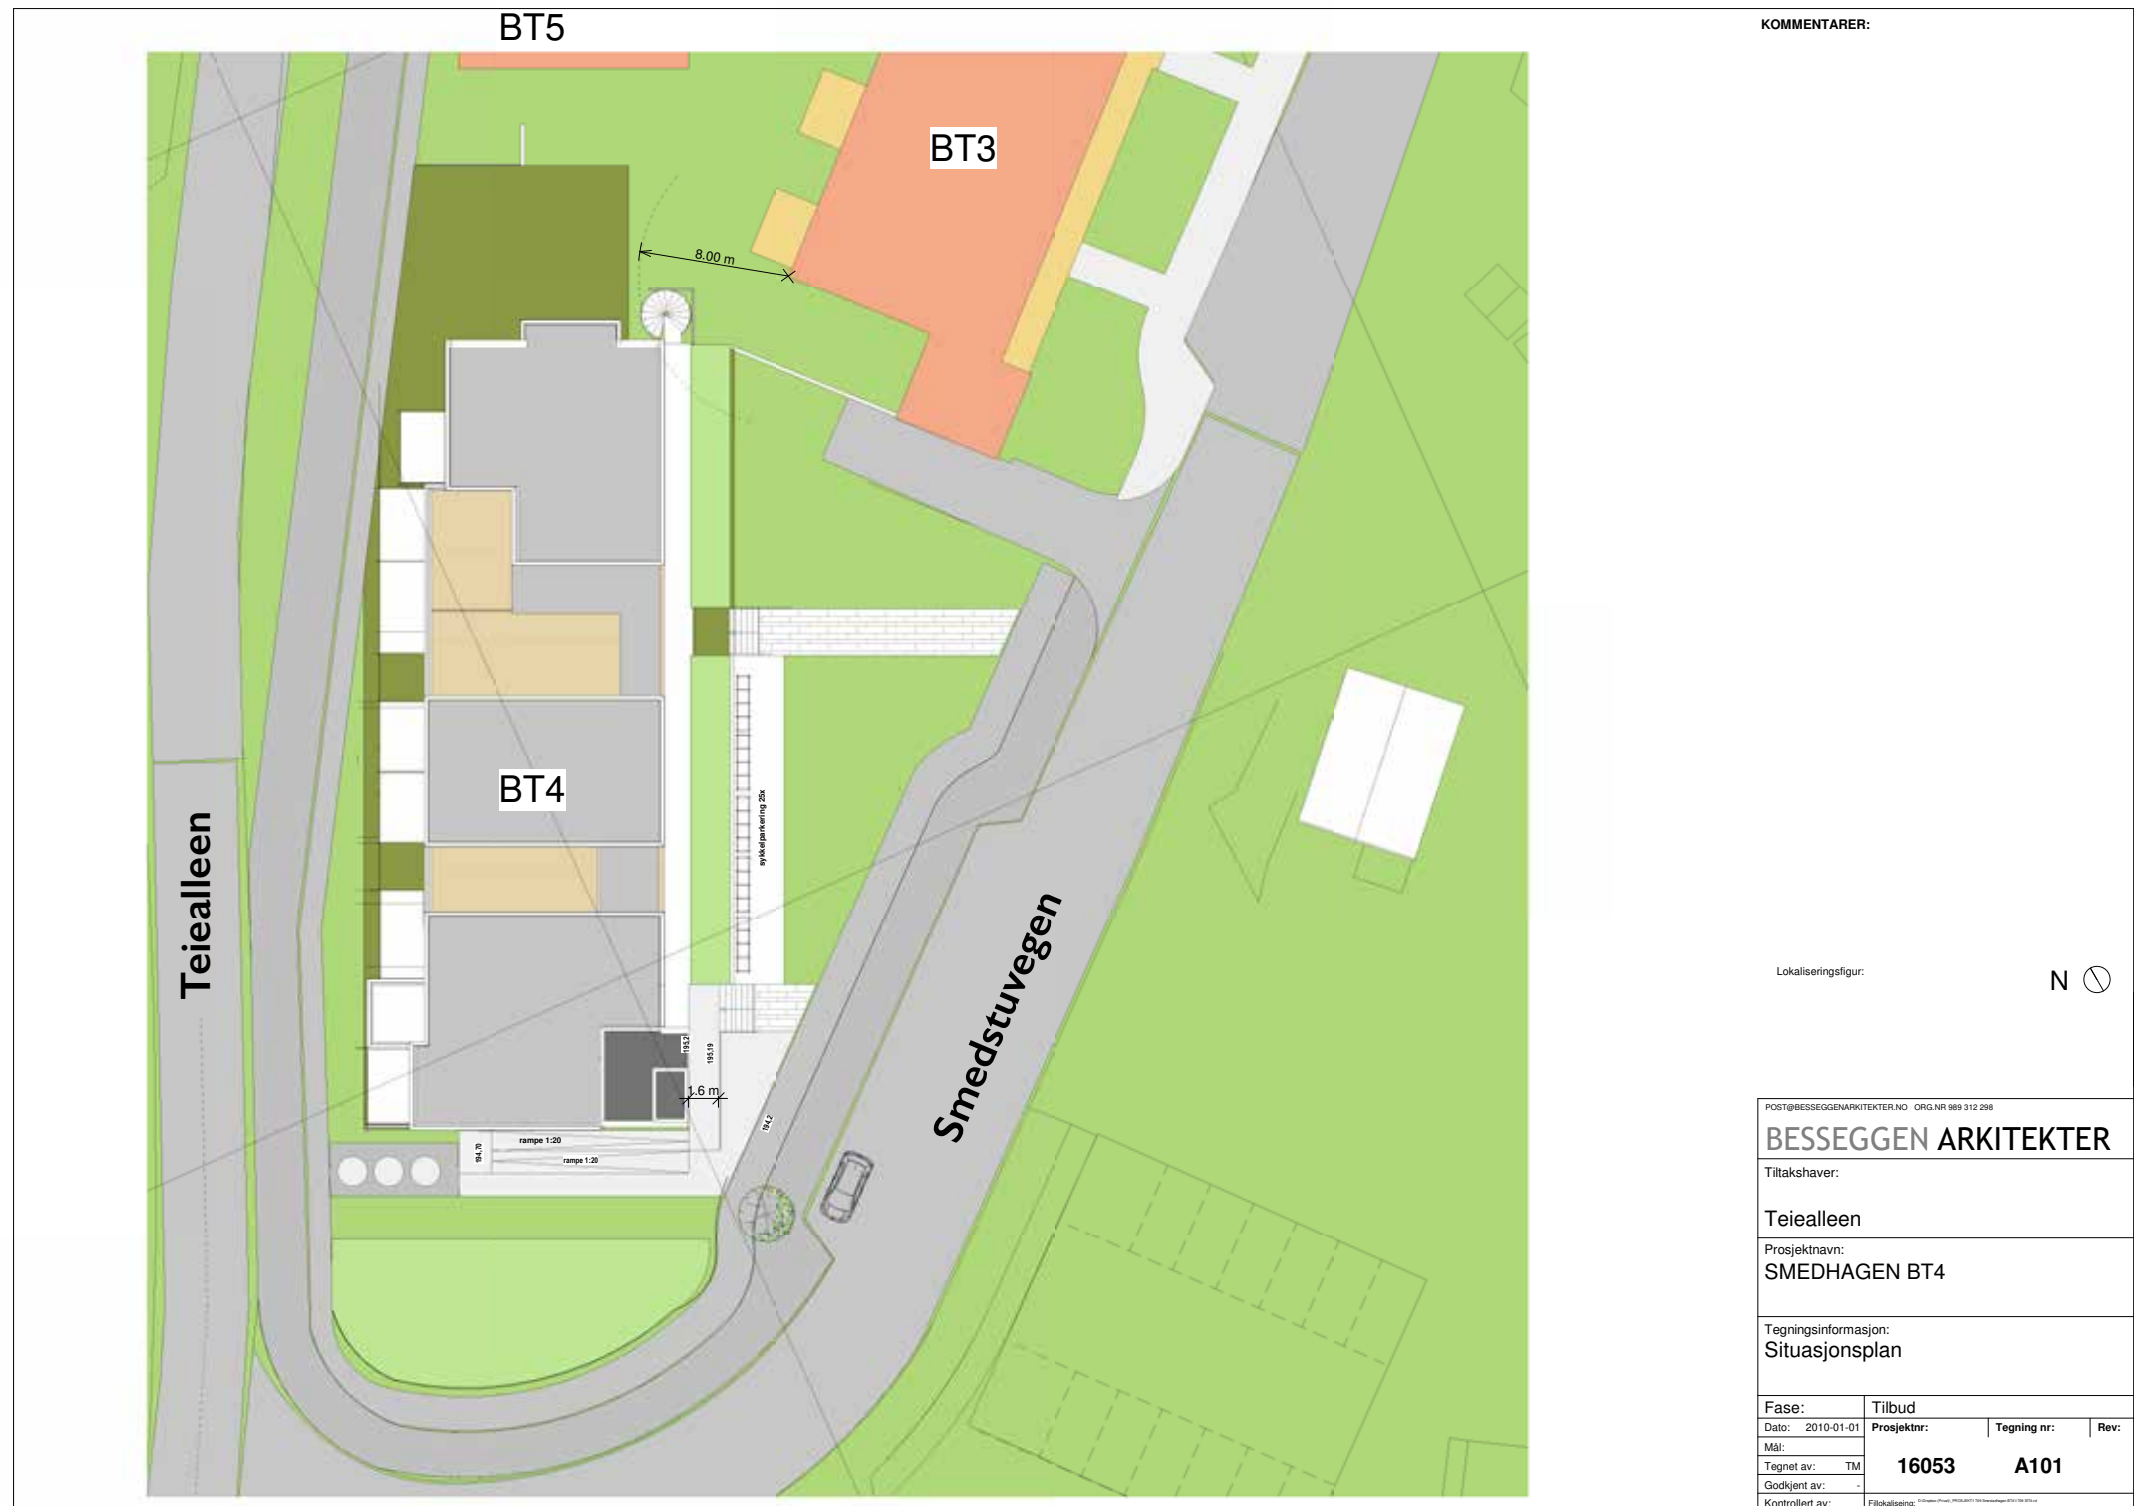 BT5
KOMMENTARER:
BT3
8.00 m
BT4
sykkelparkering 25x
Teiealleen
Smedstuvegen
Lokaliseringsfigur:
N
195,19
1.6 m
194,2
rampe 1:20
194,70
rampe 1:20
POST@BESSEGGENARKITEKTER.NO ORG.NR 989 312 298
BESSEGGEN ARKITEKTER
Tiltakshaver:
Teiealleen
Prosjektnavn:
SMEDHAGEN BT4
Tegningsinformasjon:
Situasjonsplan
Fase: Tilbud
Dato: 2010-01-01 Prosjektnr: Tegning nr: Rev:
Mål:
Tegnet av: TM 16053 A101
Godkjent av: -
Kontrollert av: Fillokalisering: